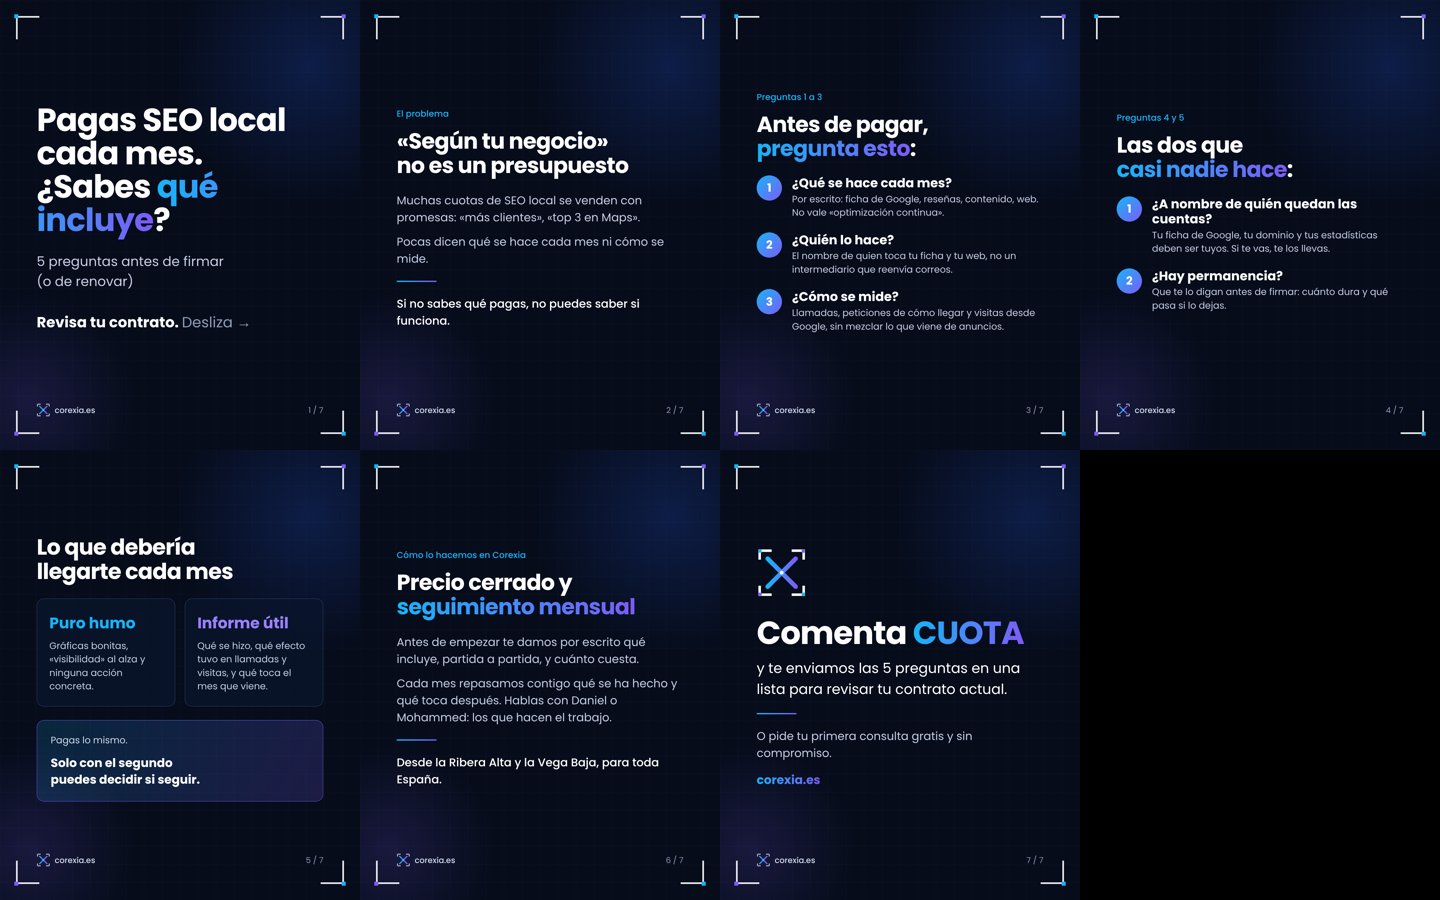 Pagas SEO local
cada mes.
¿Sabes qué
incluye?
5 preguntas antes de firmar
(o de renovar)
Revisa tu contrato. Desliza →
corexia.es
1 / 7
El problema
«Según tu negocio»
no es un presupuesto
Muchas cuotas de SEO local se venden con
promesas: «más clientes», «top 3 en Maps».
Pocas dicen qué se hace cada mes ni cómo se
mide.
Si no sabes qué pagas, no puedes saber si
funciona.
corexia.es
2 / 7
Preguntas 1 a 3
Antes de pagar,
pregunta esto:
1
¿Qué se hace cada mes?
Por escrito: ficha de Google, reseñas, contenido, web.
No vale «optimización continua».
2
¿Quién lo hace?
El nombre de quien toca tu ficha y tu web, no un
intermediario que reenvía correos.
3
¿Cómo se mide?
Llamadas, peticiones de cómo llegar y visitas desde
Google, sin mezclar lo que viene de anuncios.
corexia.es
3 / 7
Preguntas 4 y 5
Las dos que
casi nadie hace:
1
¿A nombre de quién quedan las
cuentas?
Tu ficha de Google, tu dominio y tus estadísticas
deben ser tuyos. Si te vas, te los llevas.
2
¿Hay permanencia?
Que te lo digan antes de firmar: cuánto dura y qué
pasa si lo dejas.
corexia.es
4 / 7
Lo que debería
llegarte cada mes
Puro humo
Gráficas bonitas,
«visibilidad» al alza y
ninguna acción
concreta.
Informe útil
Qué se hizo, qué efecto
tuvo en llamadas y
visitas, y qué toca el
mes que viene.
Pagas lo mismo.
Solo con el segundo
puedes decidir si seguir.
corexia.es
5 / 7
Cómo lo hacemos en Corexia
Precio cerrado y
seguimiento mensual
Antes de empezar te damos por escrito qué
incluye, partida a partida, y cuánto cuesta.
Cada mes repasamos contigo qué se ha hecho y
qué toca después. Hablas con Daniel o
Mohammed: los que hacen el trabajo.
Desde la Ribera Alta y la Vega Baja, para toda
España.
corexia.es
6 / 7
Comenta CUOTA
y te enviamos las 5 preguntas en una
lista para revisar tu contrato actual.
O pide tu primera consulta gratis y sin
compromiso.
corexia.es
corexia.es
7 / 7